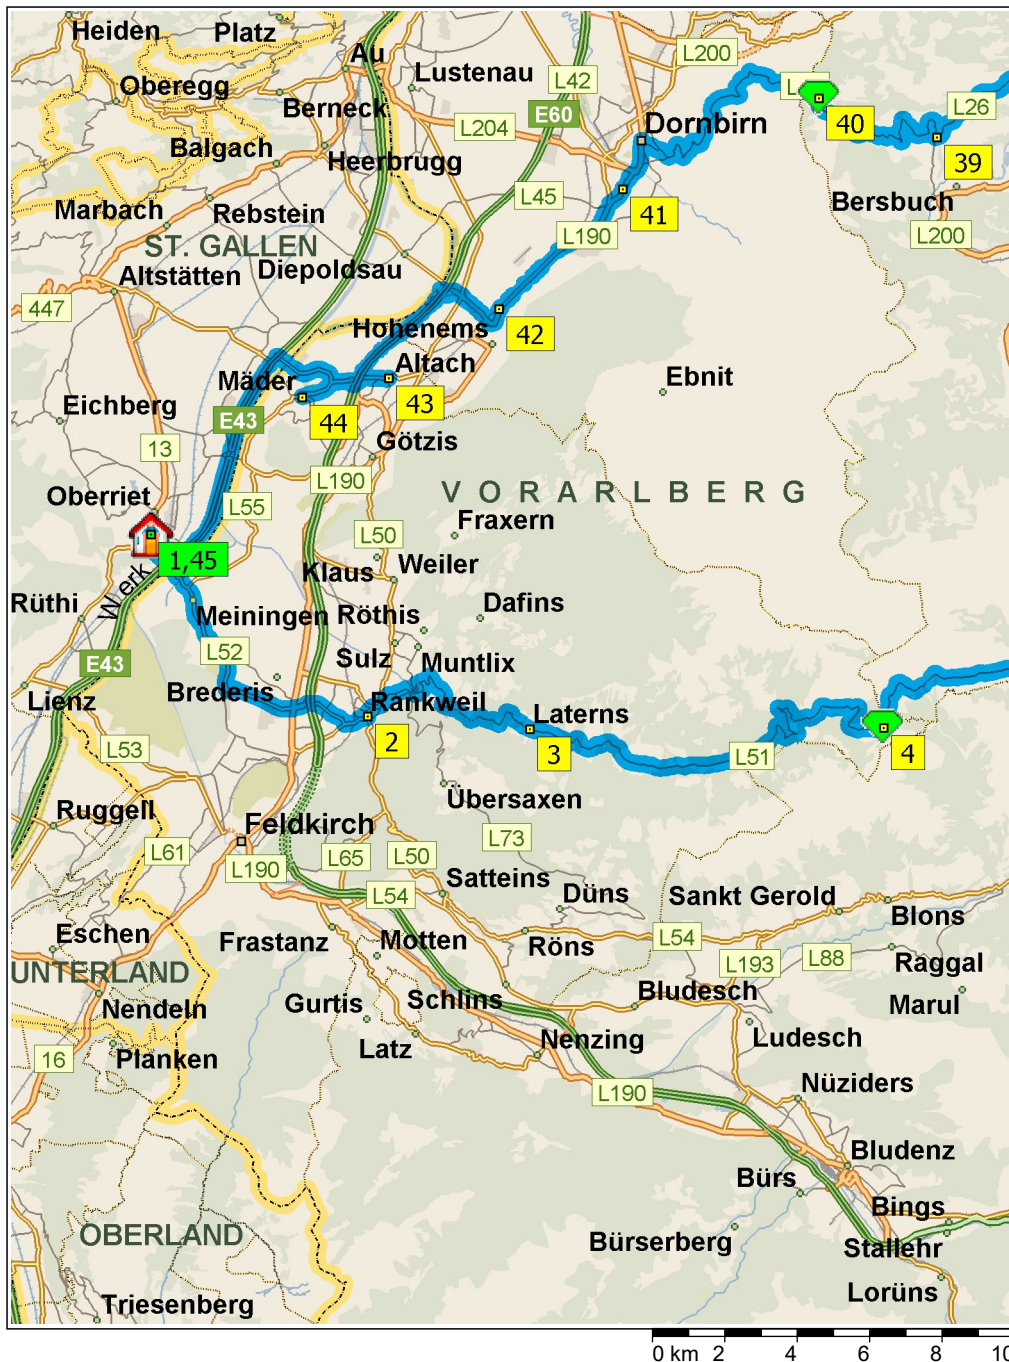 Heiden
Platz
Au
L200
Oberegg
Lustenau
L42
Berneck
E60
L26
L204
Dornbirn
40
Balgach
Heerbrugg
39
Marbach
Rebstein
L45
41
Bersbuch
ST. GALLEN
Diepoldsau
L190
L200
Altstätten
447
Hohenems
42
Mäder
Altach
Ebnit
Eichberg
E43
44
43
13
Götzis
L190
Oberriet
L55
VORARLBERG
Fraxern
L50
1,45
Klaus
Weiler
Werk
Rüthi
Meiningen
Röthis
Dafins
L52
Sulz
Muntlix
E43
Brederis
Lienz
Rankweil
Laterns
2
3
4
L53
L51
Übersaxen
Ruggell
Feldkirch
L73
L61
L65
L50
L190
Satteins
L54
Düns
Sankt Gerold
Blons
Eschen
Frastanz
Motten
Röns
L54
L193
L88
Raggal
UNTERLAND
Nendeln
Gurtis
Schlins
Bludesch
Marul
Latz
Nenzing
Ludesch
16
Planken
L190
Nüziders
Bludenz
Bürs
Bings
OBERLAND
Bürserberg
Stallehr
Lorüns
Triesenberg
0 km 2 4 6 8 10